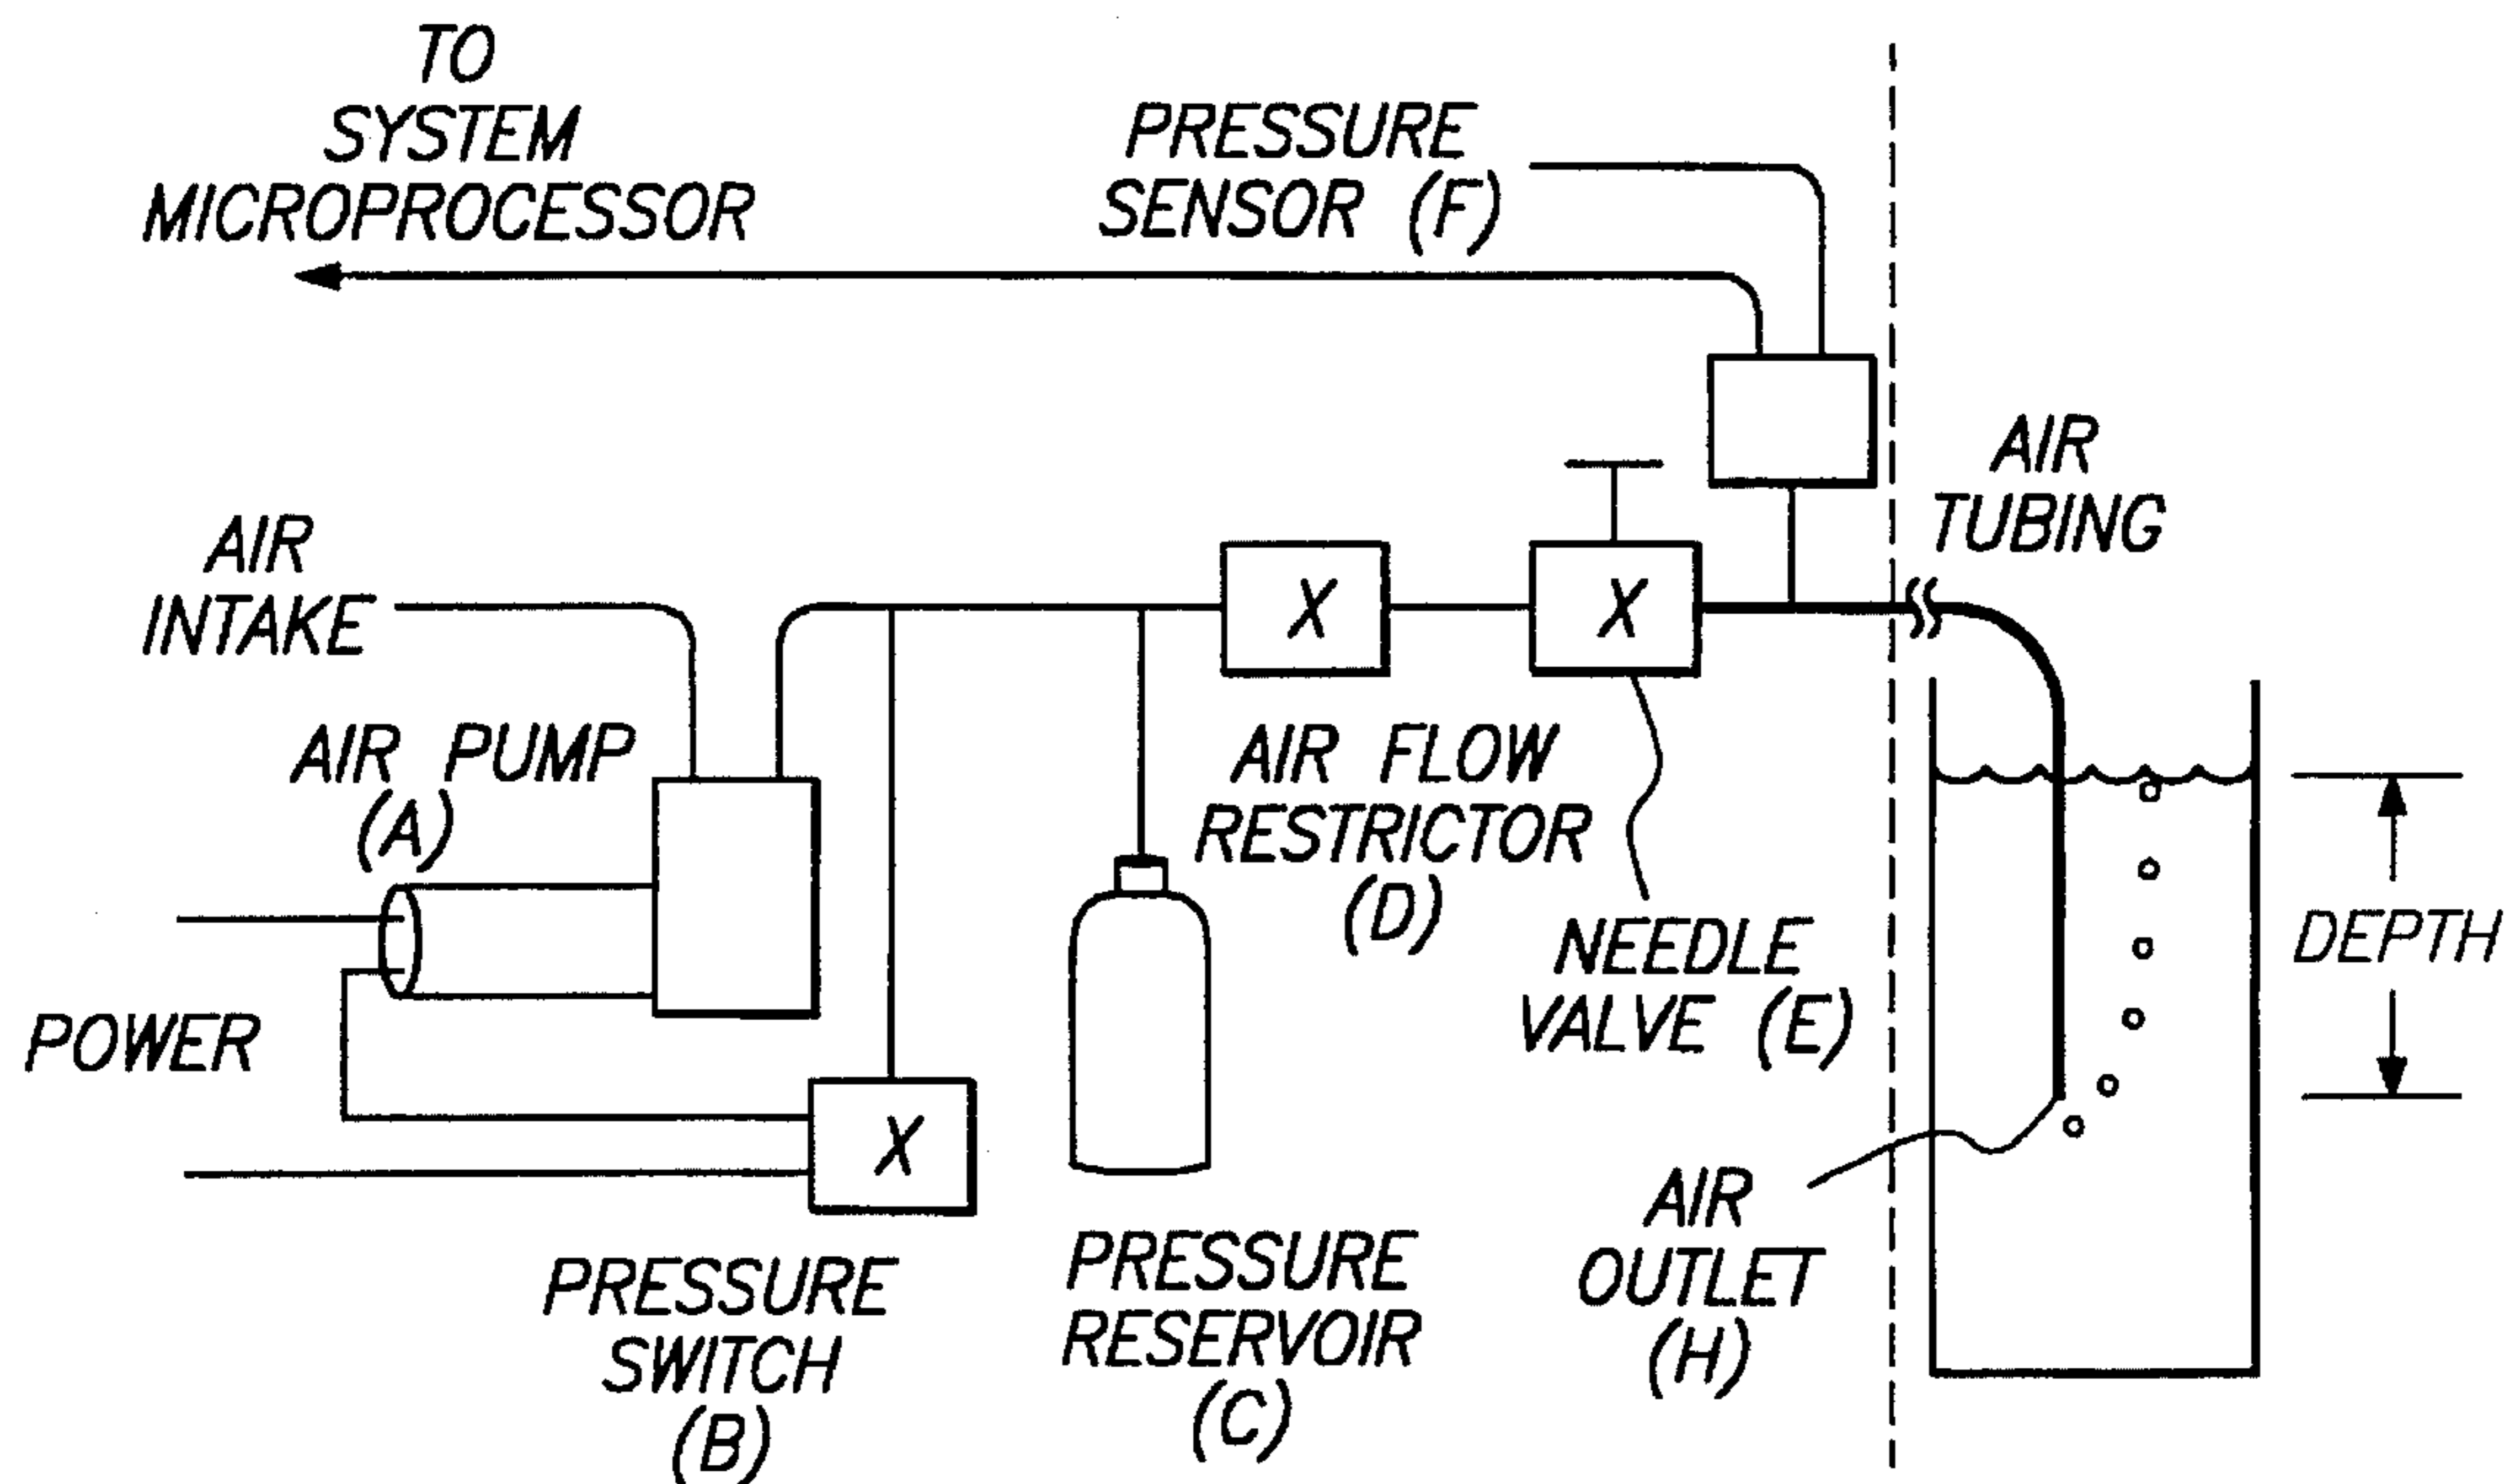 TO
SYSTEM
MICROPROCESSOR
PRESSURE
SENSOR (F)
AIR
TUBING
AIR
INTAKE
X
X
AIR PUMP
(A)
AIR FLOW
RESTRICTOR
(D)
NEEDLE
VALVE (E)
DEPTH
POWER
X
AIR
OUTLET
(H)
PRESSURE
SWITCH
(B)
PRESSURE
RESERVOIR
(C)